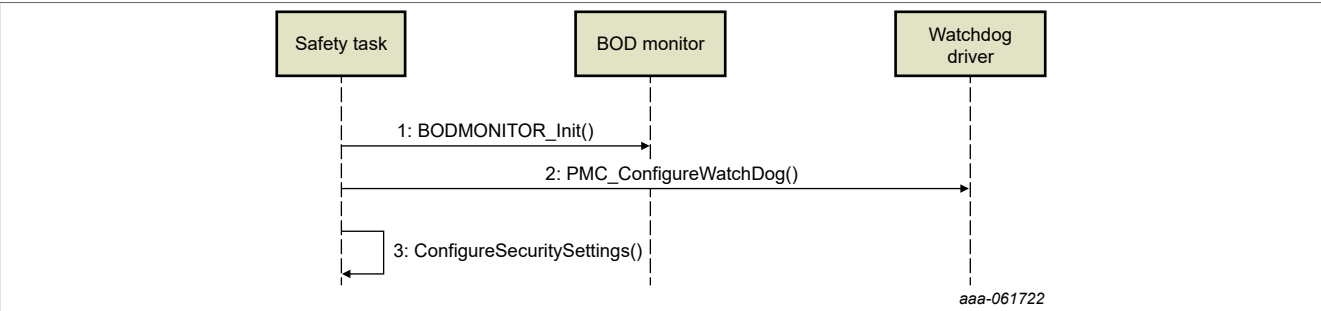 Safety task
BOD monitor
Watchdog
driver
1: BODMONITOR_Init()
2: PMC_ConfigureWatchDog()
3: ConfigureSecuritySettings()
aaa-061722